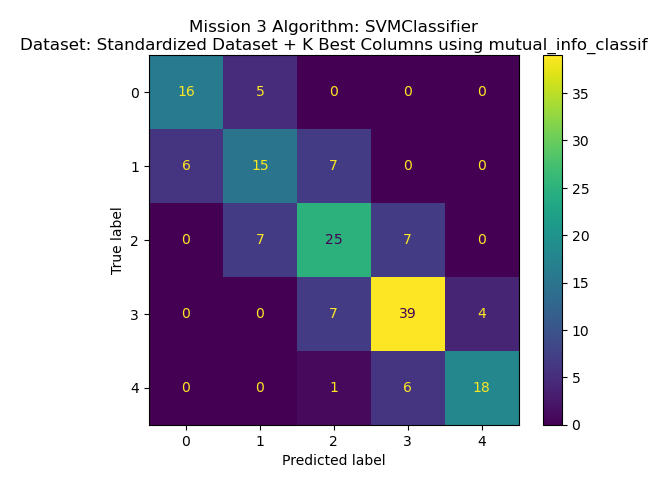 Mission 3 Algorithm: SVMClassifier
Dataset: Standardized Dataset + K Best Columns using mutual_info_classif
0 16 5 0 0 0
1 6 15 7 0 0
2 0 7 25 7 0
3 0 0 7 39 4
4 0 0 1 6 18
0 1 2 3 4
True label
Predicted label
35
30
25
20
15
10
5
0